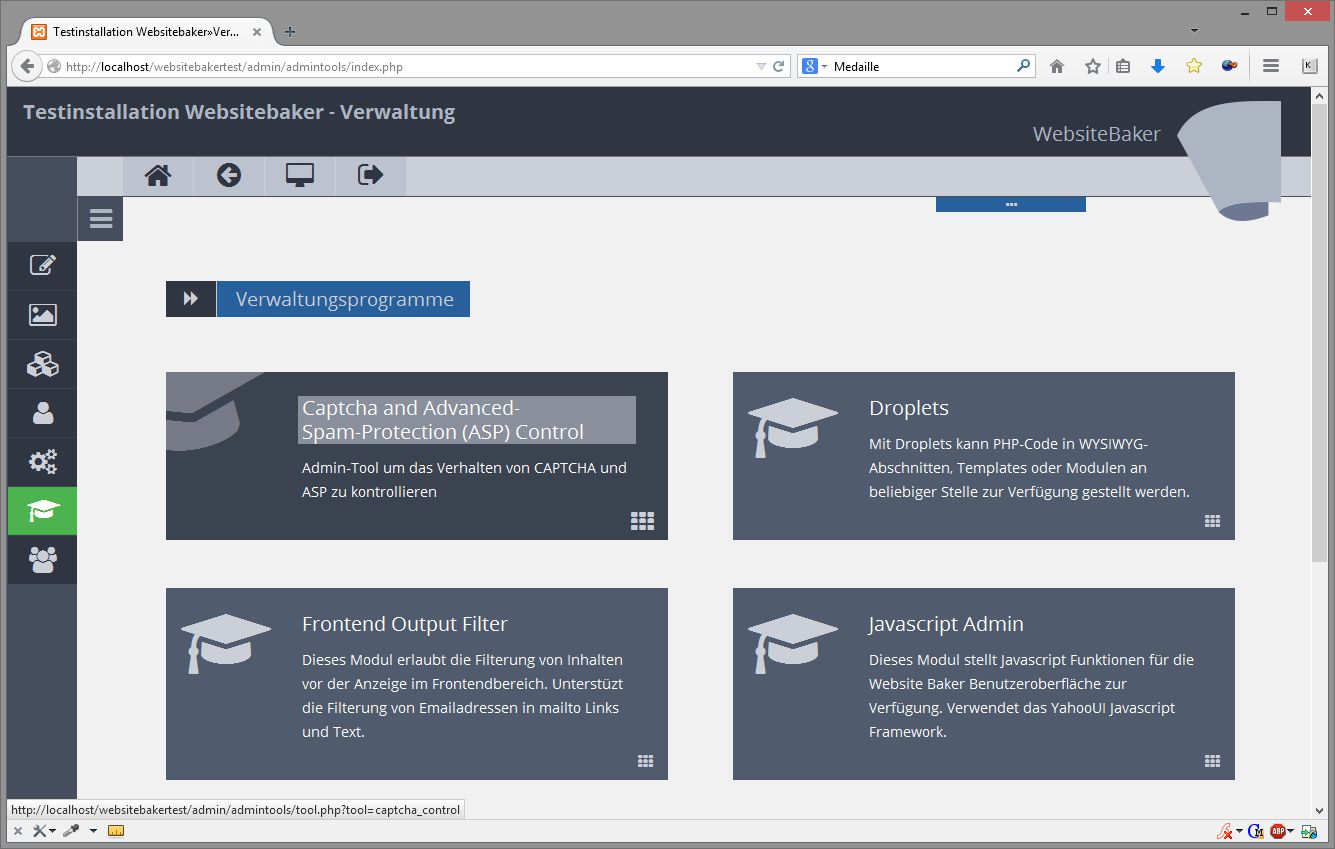 Testinstallation Websitebaker»Ver...
http://localhost/websitebakertest/admin/admintools/index.php
Medaille
Testinstallation Websitebaker - Verwaltung
WebsiteBaker
Verwaltungsprogramme
Captcha and Advanced-
Spam-Protection (ASP) Control
Admin-Tool um das Verhalten von CAPTCHA und
ASP zu kontrollieren
Droplets
Mit Droplets kann PHP-Code in WYSIWYG-
Abschnitten, Templates oder Modulen an
beliebiger Stelle zur Verfügung gestellt werden.
Frontend Output Filter
Dieses Modul erlaubt die Filterung von Inhalten
vor der Anzeige im Frontendbereich. Unterstüzt
die Filterung von Emailadressen in mailto Links
und Text.
Javascript Admin
Dieses Modul stellt Javascript Funktionen für die
Website Baker Benutzeroberfläche zur
Verfügung. Verwendet das YahooUI Javascript
Framework.
http://localhost/websitebakertest/admin/admintools/tool.php?tool=captcha_control
ABP